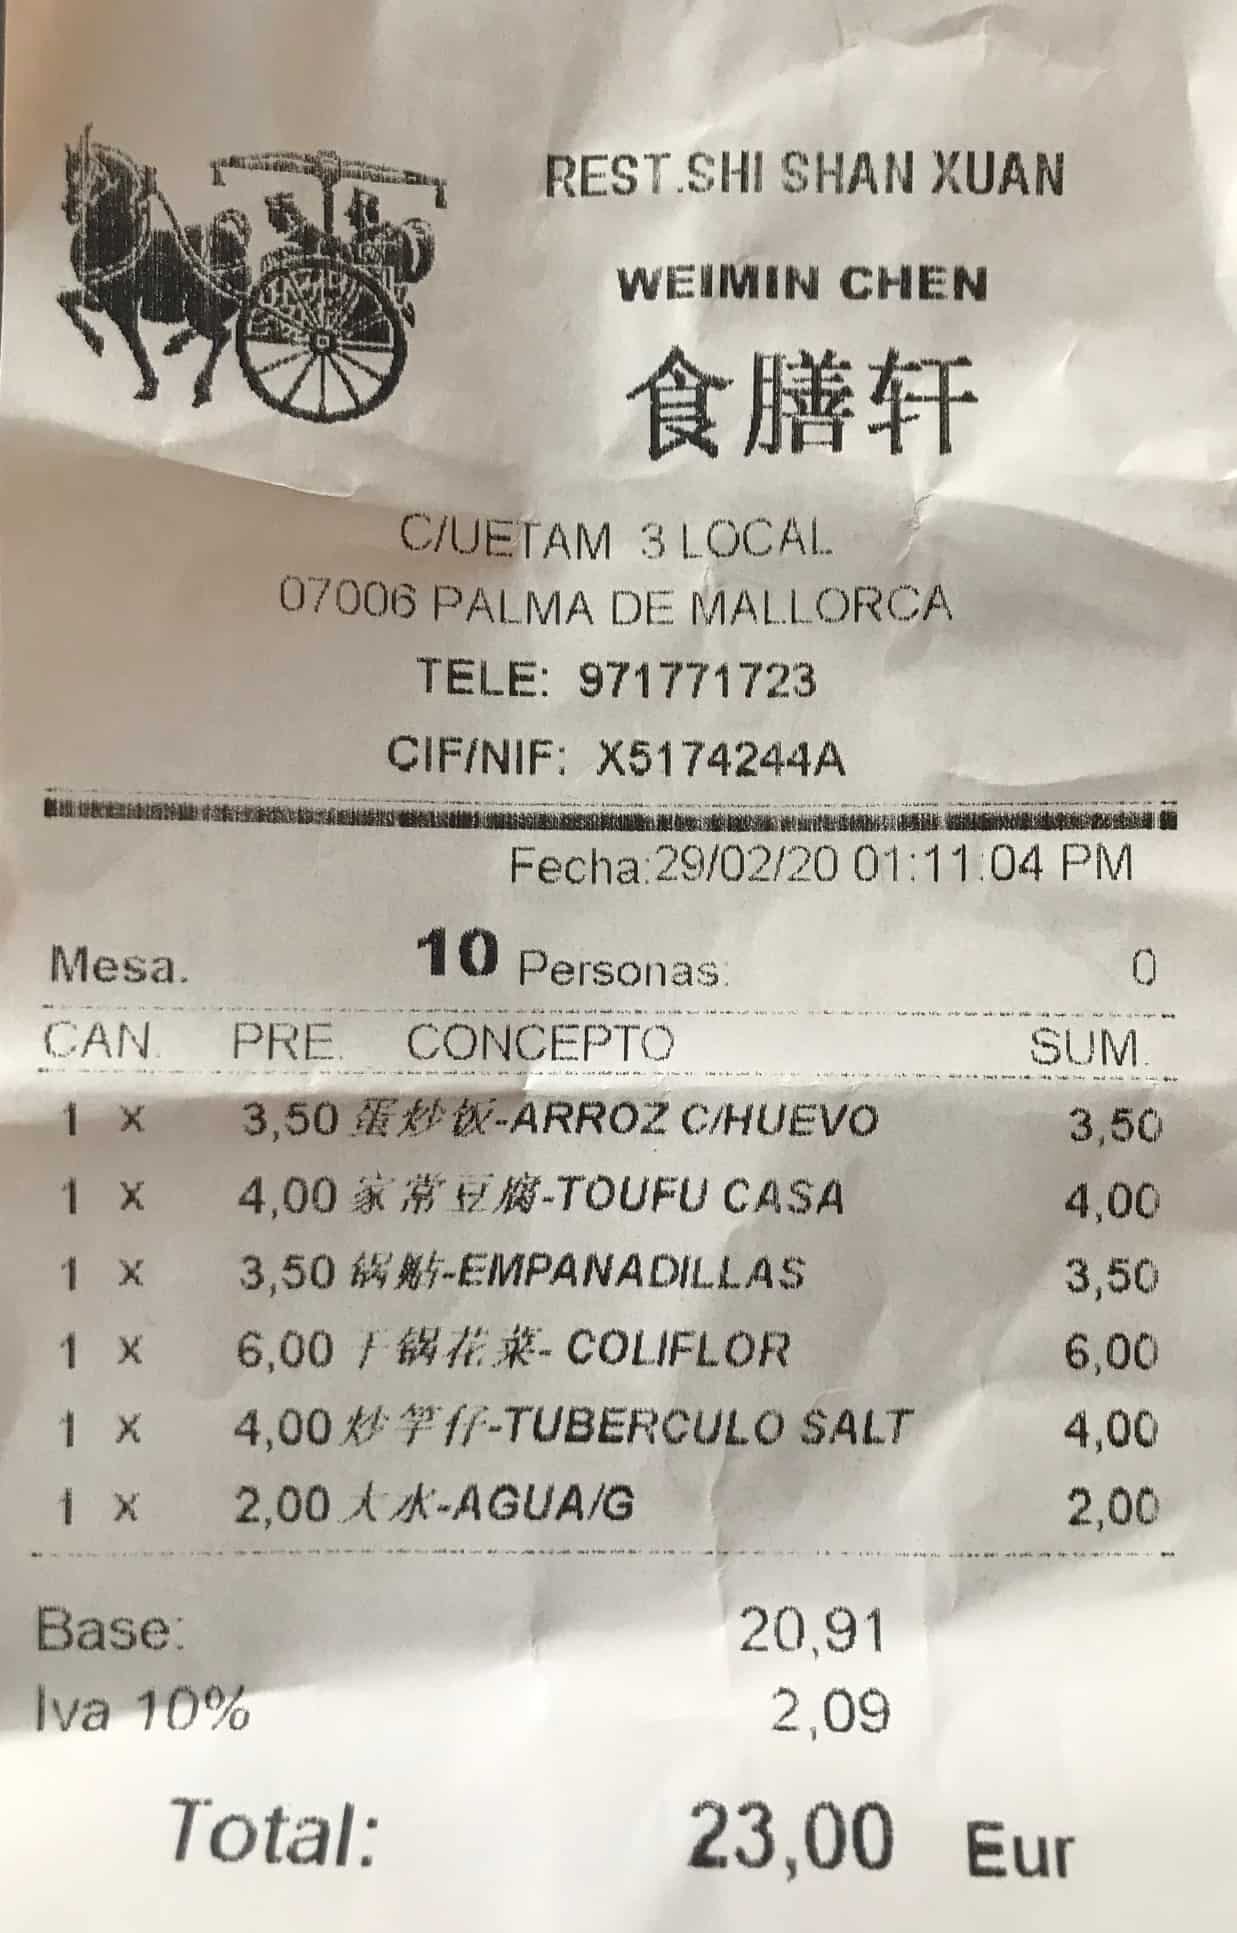 REST.SHI SHAN XUAN
WEIMIN CHEN
食膳轩
C/UETAM 3 LOCAL
07006 PALMA DE MALLORCA
TELE: 971771723
CIF/NIF: X5174244A
Fecha:29/02/20 01:11:04 PM
Mesa. 10 Personas: 0
CAN. PRE. CONCEPTO SUM.
1 X 3,50 蛋炒饭-ARROZ C/HUEVO 3,50
1 X 4,00 家常豆腐-TOUFU CASA 4,00
1 X 3,50 锅贴-EMPANADILLAS 3,50
1 X 6,00 干锅花菜- COLIFLOR 6,00
1 X 4,00 炒芋仔-TUBERCULO SALT 4,00
1 X 2,00 大水-AGUA/G 2,00
Base: 20,91
Iva 10% 2,09
Total: 23,00 Eur